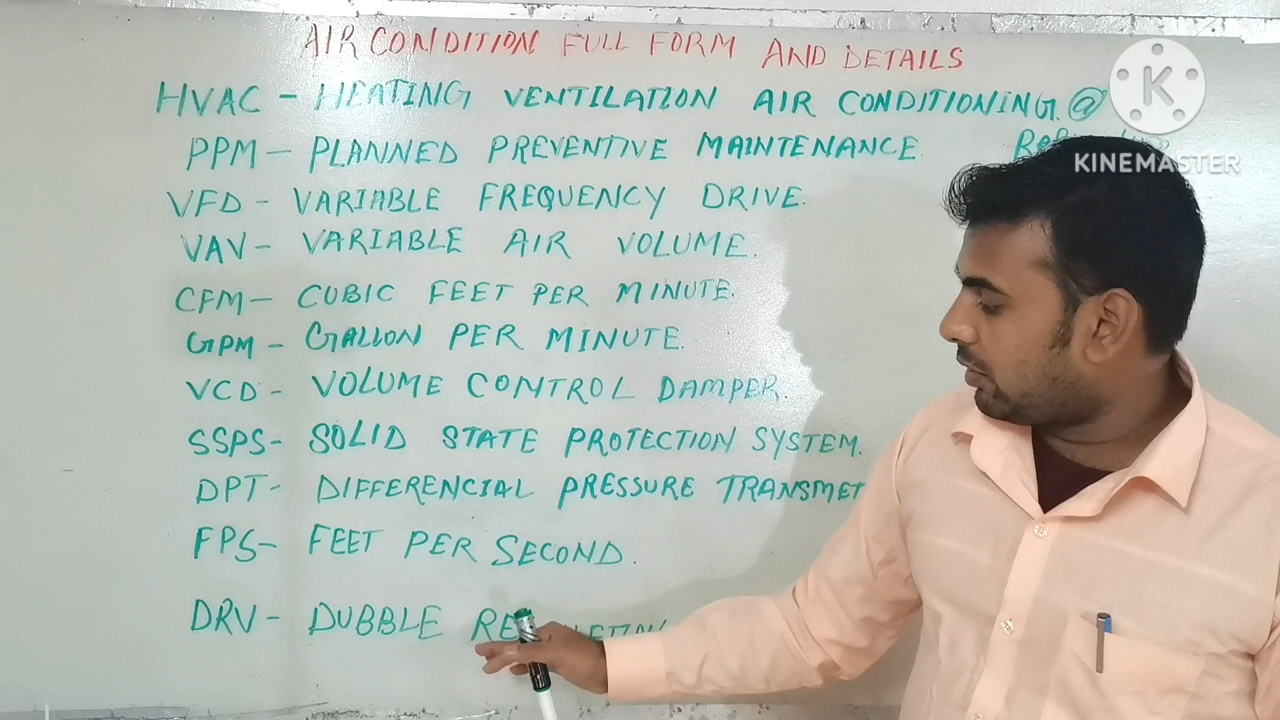 AIR CONDITION FULL FORM AND DETAILS
HVAC - HEATING VENTILATION AIR CONDITIONING. @
PPM - PLANNED PREVENTIVE MAINTENANCE
VFD - VARIABLE FREQUENCY DRIVE.
VAV - VARIABLE AIR VOLUME.
CFM - CUBIC FEET PER MINUTE.
GPM - GALLON PER MINUTE.
VCD - VOLUME CONTROL DAMPER.
SSPS - SOLID STATE PROTECTION SYSTEM.
DPT - DIFFERENCIAL PRESSURE TRANSMET
FPS - FEET PER SECOND.
DRV - DUBBLE
K
KINEMASTER